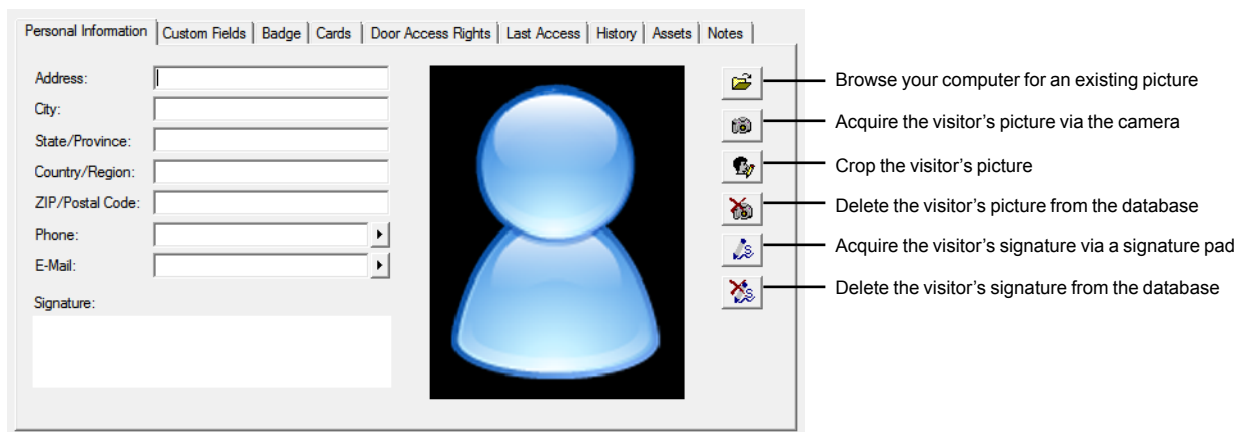 Personal Information Custom Fields Badge Cards Door Access Rights Last Access History Assets Notes
Address:
City:
State/Province:
Country/Region:
ZIP/Postal Code:
Phone:
E-Mail:
Signature:
Browse your computer for an existing picture
Acquire the visitor's picture via the camera
Crop the visitor's picture
Delete the visitor's picture from the database
Acquire the visitor's signature via a signature pad
Delete the visitor's signature from the database